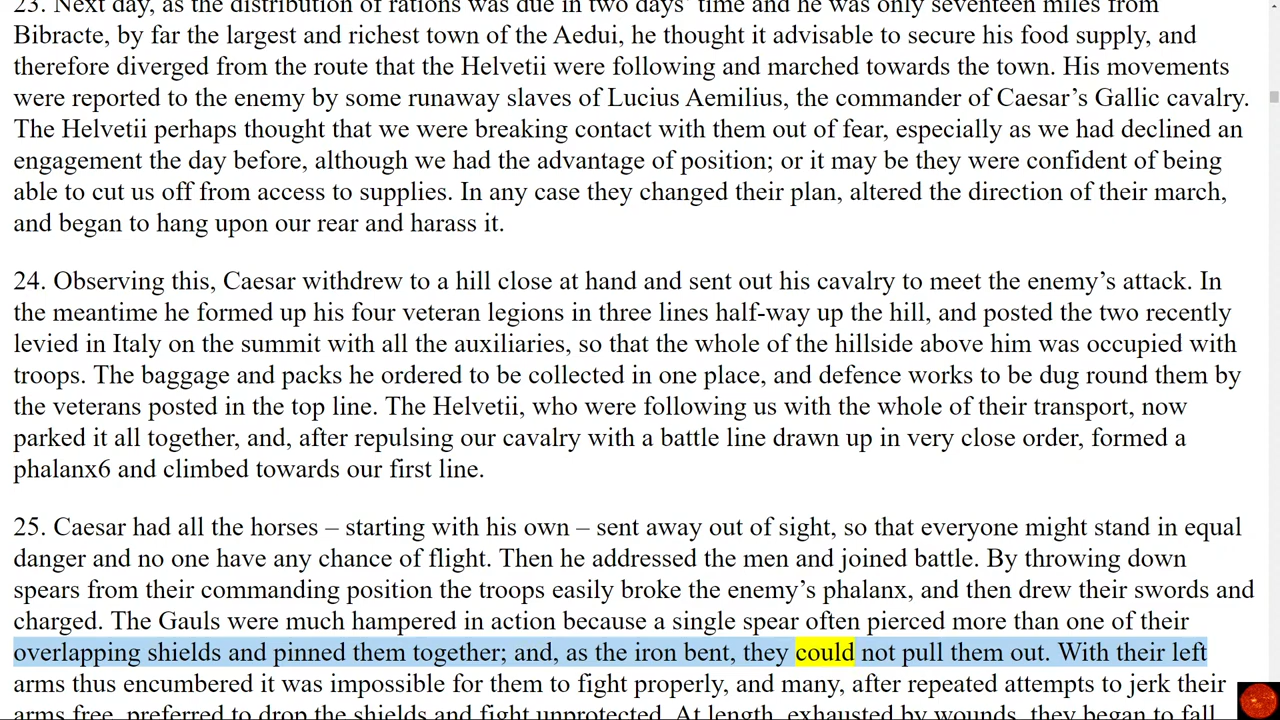 23. Next day, as the distribution of rations was due in two days’ time and he was only seventeen miles from
Bibracte, by far the largest and richest town of the Aedui, he thought it advisable to secure his food supply, and
therefore diverged from the route that the Helvetii were following and marched towards the town. His movements
were reported to the enemy by some runaway slaves of Lucius Aemilius, the commander of Caesar’s Gallic cavalry.
The Helvetii perhaps thought that we were breaking contact with them out of fear, especially as we had declined an
engagement the day before, although we had the advantage of position; or it may be they were confident of being
able to cut us off from access to supplies. In any case they changed their plan, altered the direction of their march,
and began to hang upon our rear and harass it.
24. Observing this, Caesar withdrew to a hill close at hand and sent out his cavalry to meet the enemy’s attack. In
the meantime he formed up his four veteran legions in three lines half-way up the hill, and posted the two recently
levied in Italy on the summit with all the auxiliaries, so that the whole of the hillside above him was occupied with
troops. The baggage and packs he ordered to be collected in one place, and defence works to be dug round them by
the veterans posted in the top line. The Helvetii, who were following us with the whole of their transport, now
parked it all together, and, after repulsing our cavalry with a battle line drawn up in very close order, formed a
phalanx6 and climbed towards our first line.
25. Caesar had all the horses – starting with his own – sent away out of sight, so that everyone might stand in equal
danger and no one have any chance of flight. Then he addressed the men and joined battle. By throwing down
spears from their commanding position the troops easily broke the enemy’s phalanx, and then drew their swords and
charged. The Gauls were much hampered in action because a single spear often pierced more than one of their
overlapping shields and pinned them together; and, as the iron bent, they could not pull them out. With their left
arms thus encumbered it was impossible for them to fight properly, and many, after repeated attempts to jerk their
arms free, preferred to drop the shields and fight unprotected. At length, exhausted by wounds, they began to fall